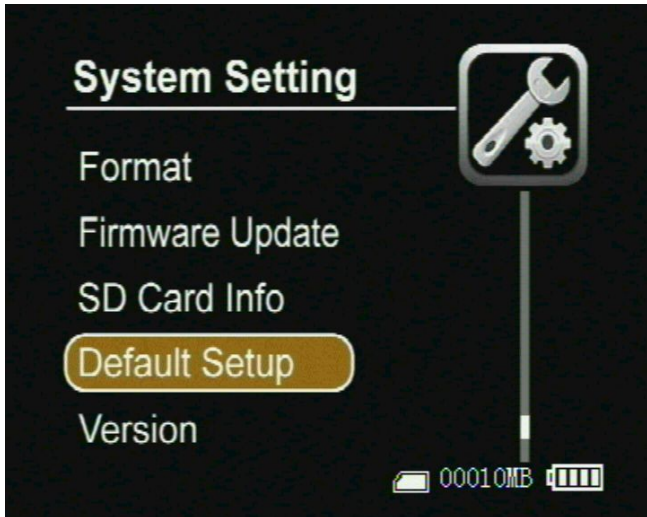 System Setting
Format
Firmware Update
SD Card Info
Default Setup
Version
00010MB